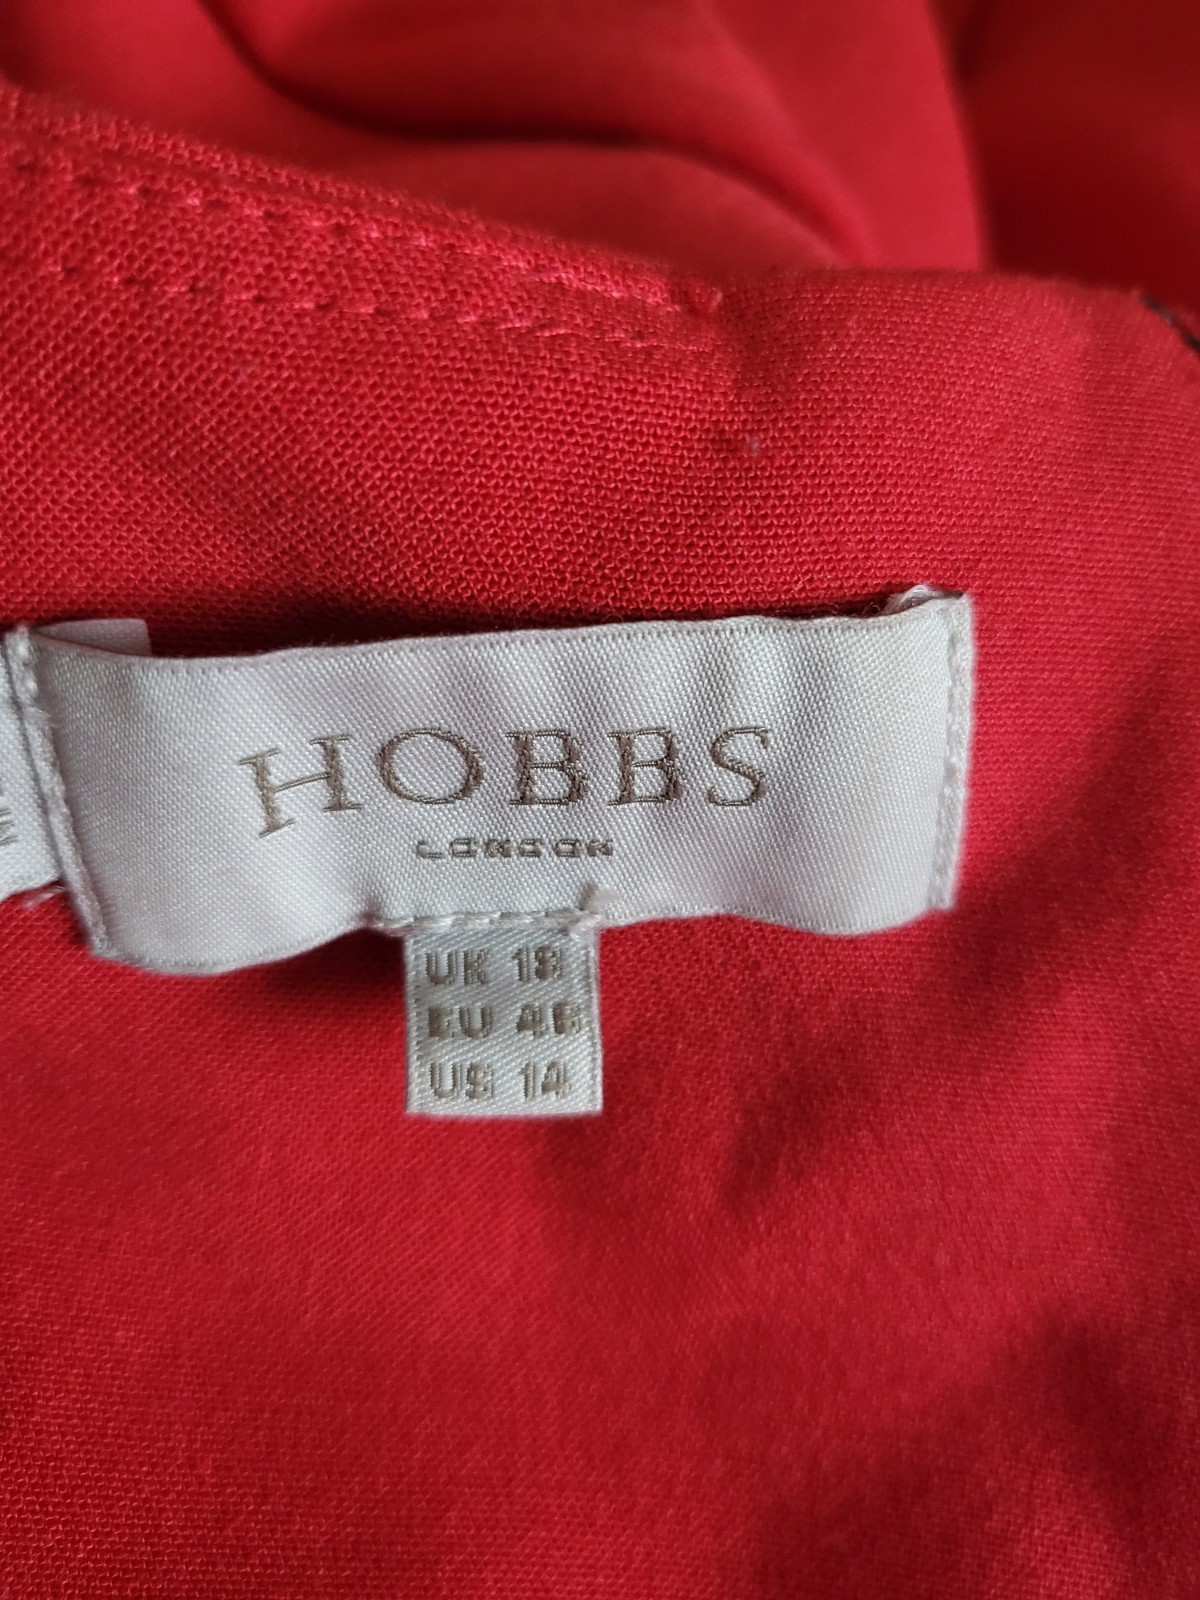 HOBBS
LONDON
UK 18
EU 46
US 14